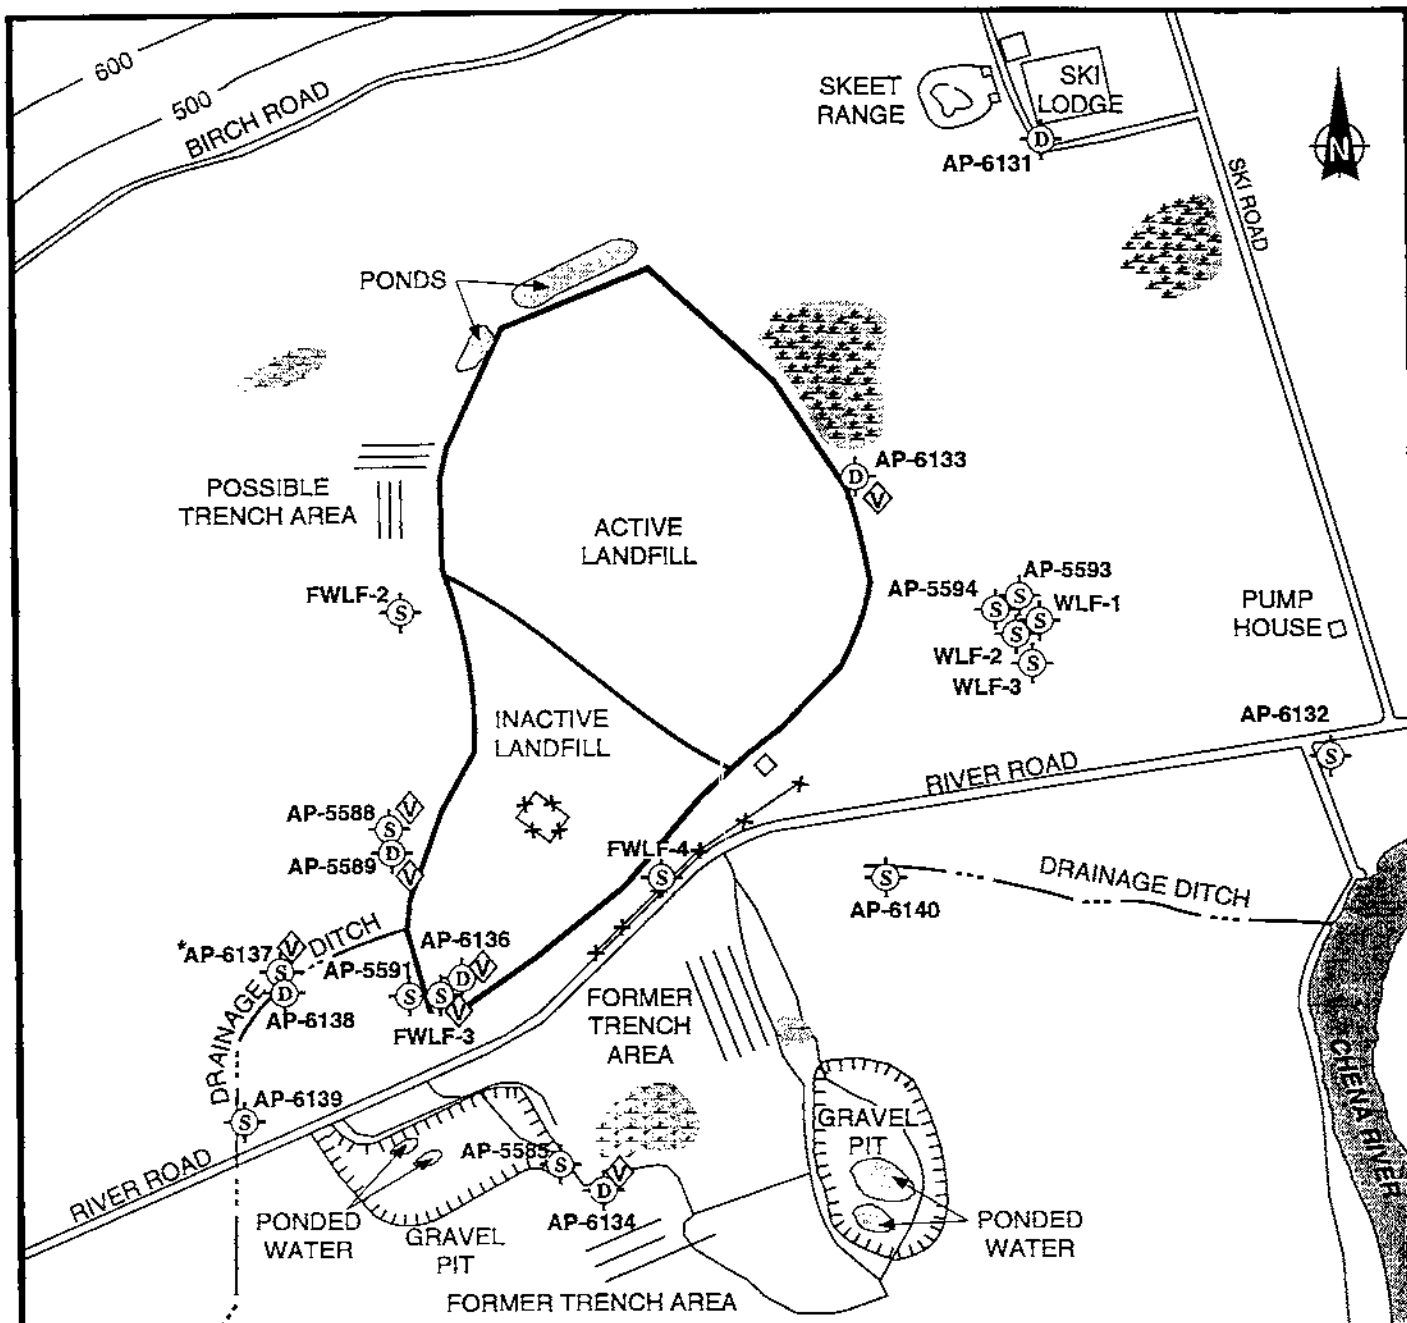 600
500
BIRCH ROAD
SKEET
RANGE
SKI
LODGE
D
AP-6131
N
SKI ROAD
PONDS
AP-6133
D
V
POSSIBLE
TRENCH AREA
ACTIVE
LANDFILL
FWLF-2
S
AP-5593
AP-5594
S
S
WLF-1
S
S
WLF-2
S
WLF-3
PUMP
HOUSE
AP-6132
S
INACTIVE
LANDFILL
RIVER ROAD
AP-5588
V
S
D
AP-5589
V
FWLF-4
S
DRAINAGE DITCH
S
AP-6140
DRAINAGE DITCH
*AP-6137
V
S
D
AP-6138
AP-5591
S
AP-6136
D
V
S
V
FWLF-3
FORMER
TRENCH
AREA
CHENA RIVER
AP-6139
S
GRAVEL
PIT
AP-5585
S
V
D
AP-6134
RIVER ROAD
PONDED
WATER
GRAVEL
PIT
PONDED
WATER
FORMER TRENCH AREA